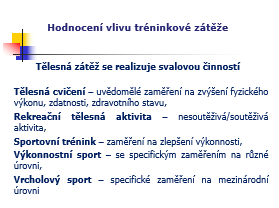 Hodnocení vlivu tréninkové zátěže
Tělesná zátěž se realizuje svalovou činností
Tělesná cvičení – uvědomělé zaměření na zvýšení fyzického
výkonu, zdatnosti, zdravotního stavu,
Rekreační tělesná aktivita – nesoutěživá/soutěživá
aktivita,
Sportovní trénink – zaměření na zlepšení výkonnosti,
Výkonnostní sport – se specifickým zaměřením na různé
úrovni,
Vrcholový sport – specifické zaměření na mezinárodní
úrovni